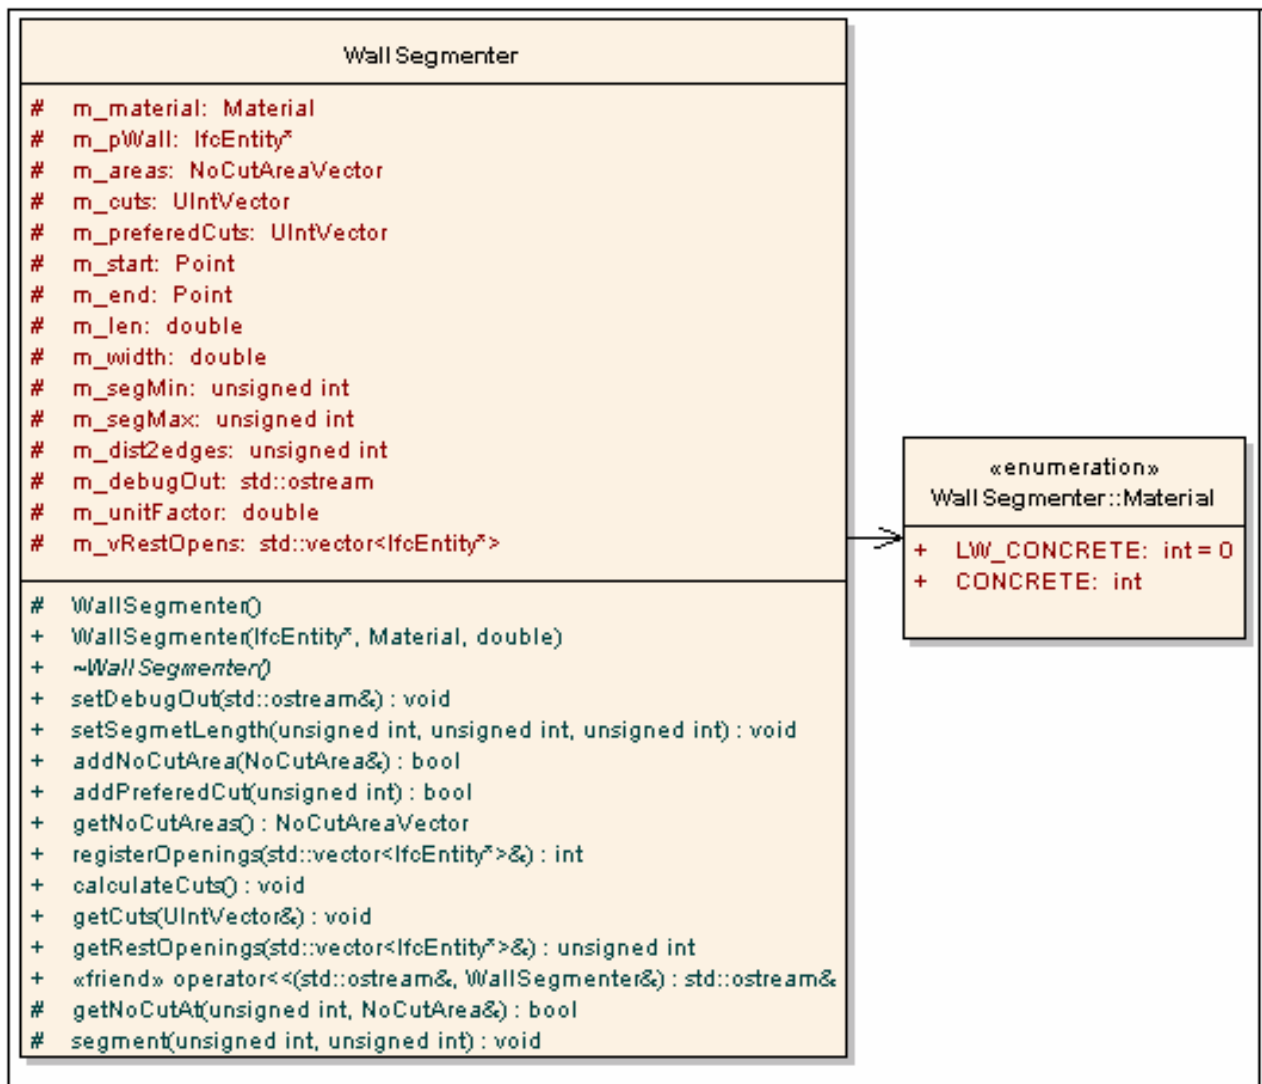 WallSegmenter
# m_material: Material
# m_pWall: IfcEntity*
# m_areas: NoCutAreaVector
# m_cuts: UIntVector
# m_preferedCuts: UIntVector
# m_start: Point
# m_end: Point
# m_len: double
# m_width: double
# m_segMin: unsigned int
# m_segMax: unsigned int
# m_dist2edges: unsigned int
# m_debugOut: std::ostream
# m_unitFactor: double
# m_vRestOpens: std::vector<IfcEntity*>
# WallSegmenter()
+ WallSegmenter(IfcEntity*, Material, double)
+ ~WallSegmenter()
+ setDebugOut(std::ostream&) : void
+ setSegmetLength(unsigned int, unsigned int, unsigned int) : void
+ addNoCutArea(NoCutArea&) : bool
+ addPreferedCut(unsigned int) : bool
+ getNoCutAreas() : NoCutAreaVector
+ registerOpenings(std::vector<IfcEntity*>&) : int
+ calculateCuts() : void
+ getCuts(UIntVector&) : void
+ getRestOpenings(std::vector<IfcEntity*>&) : unsigned int
+ «friend» operator<<(std::ostream&, WallSegmenter&) : std::ostream&
# getNoCutAt(unsigned int, NoCutArea&) : bool
# segment(unsigned int, unsigned int) : void
«enumeration»
WallSegmenter::Material
+ LW_CONCRETE: int = 0
+ CONCRETE: int